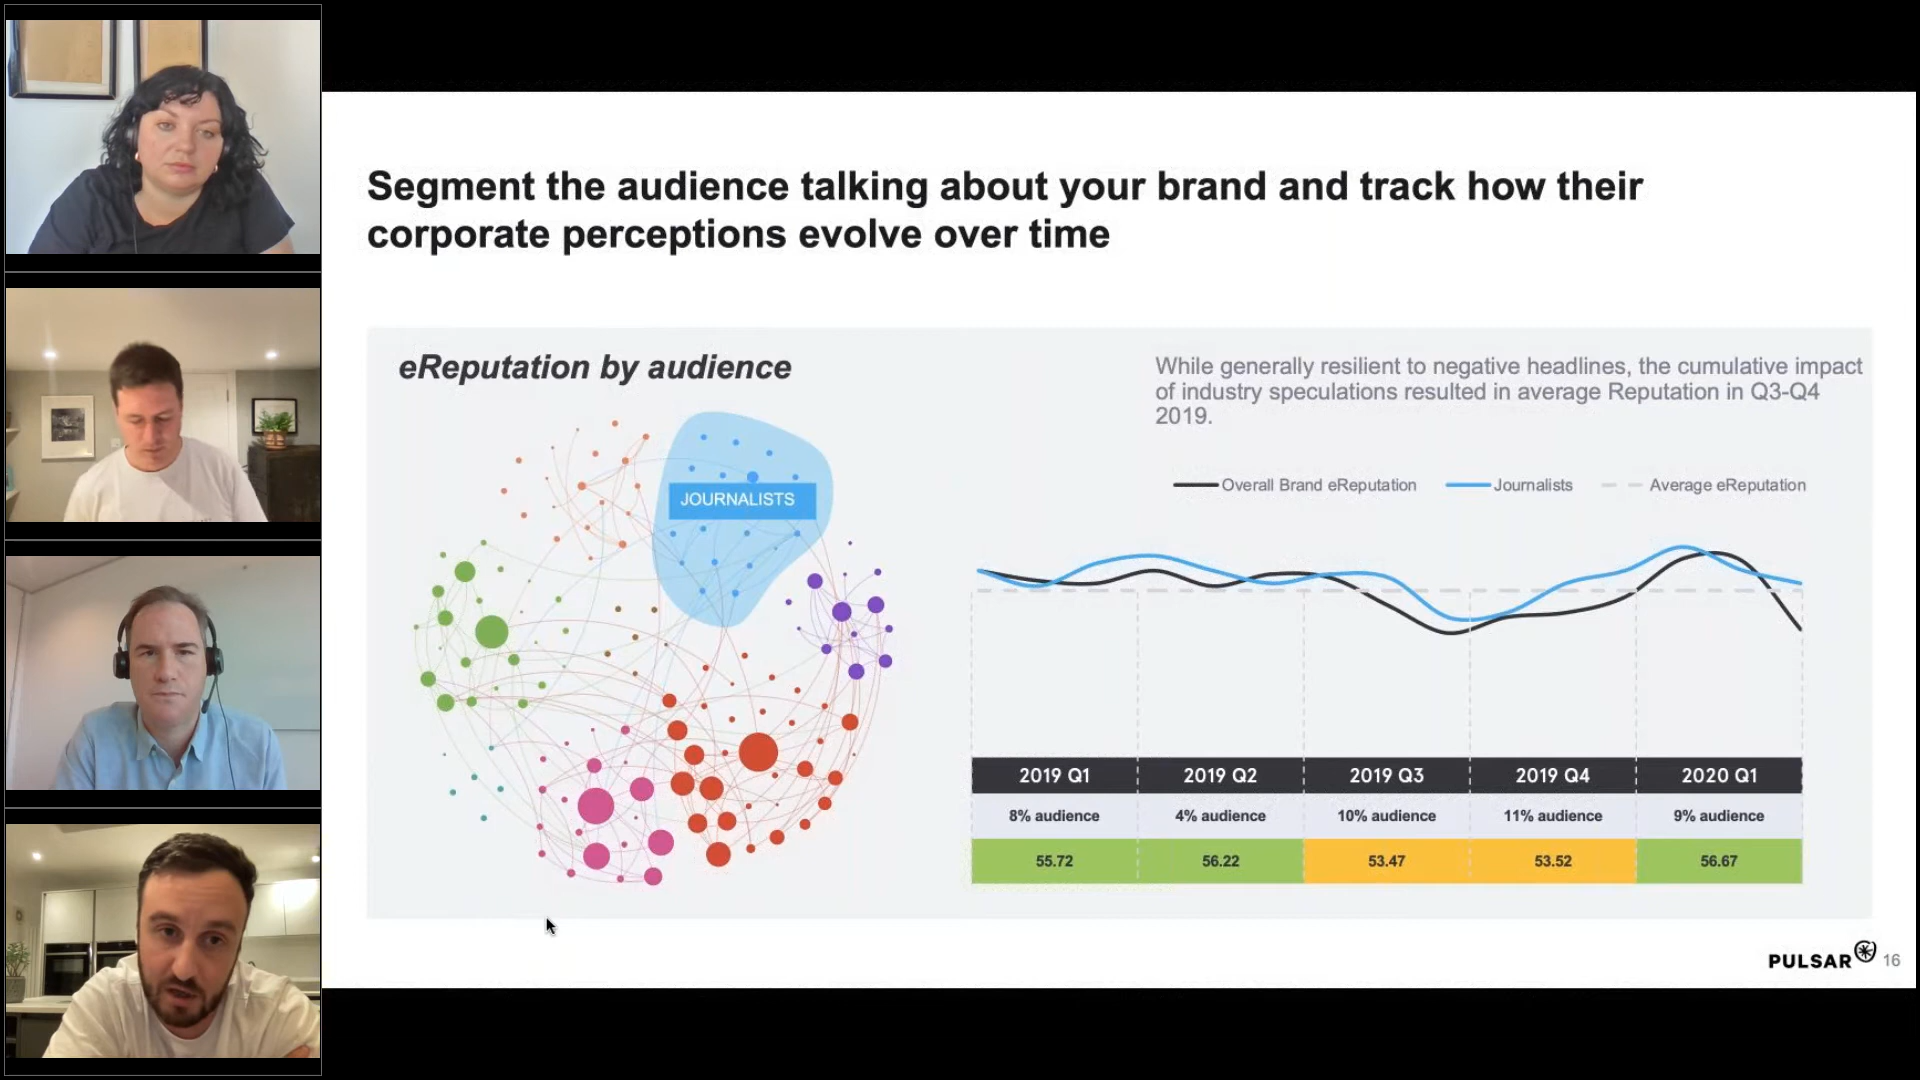 Segment the audience talking about your brand and track how their
corporate perceptions evolve over time
eReputation by audience
While generally resilient to negative headlines, the cumulative impact
of industry speculations resulted in average Reputation in Q3-Q4
2019.
JOURNALISTS
Overall Brand eReputation Journalists Average eReputation
2019 Q1 2019 Q2 2019 Q3 2019 Q4 2020 Q1
8% audience 4% audience 10% audience 11% audience 9% audience
55.72 56.22 53.47 53.52 56.67
PULSAR 16